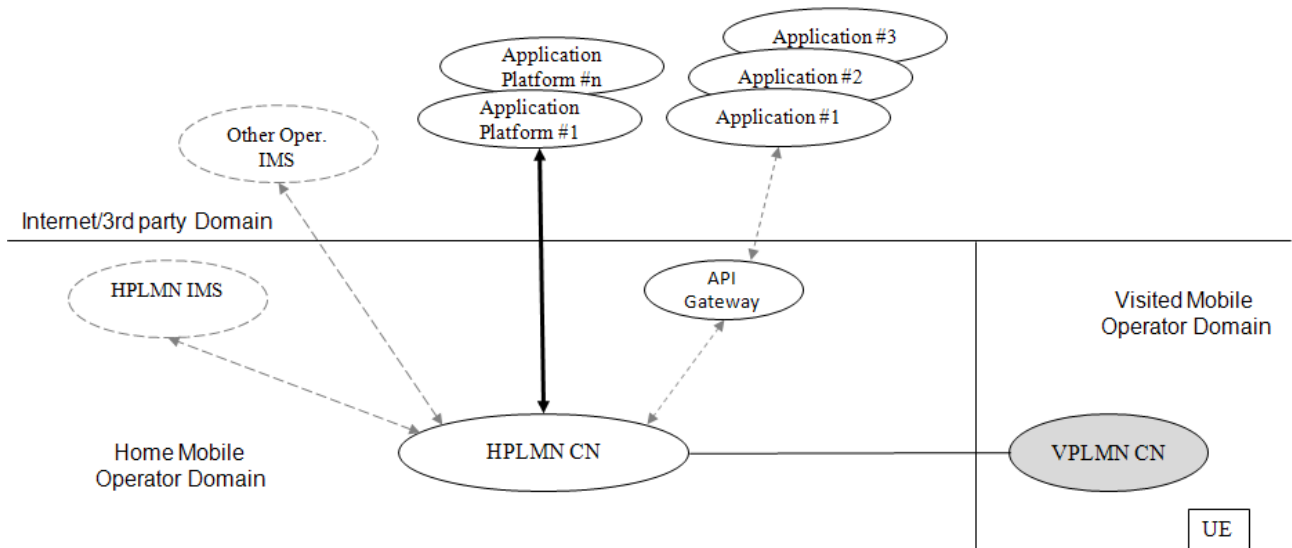 Application
Platform #n
Application
Platform #1
Application #3
Application #2
Application #1
Other Oper.
IMS
Internet/3rd party Domain
HPLMN IMS
API
Gateway
Visited Mobile
Operator Domain
Home Mobile
Operator Domain
HPLMN CN
VPLMN CN
UE